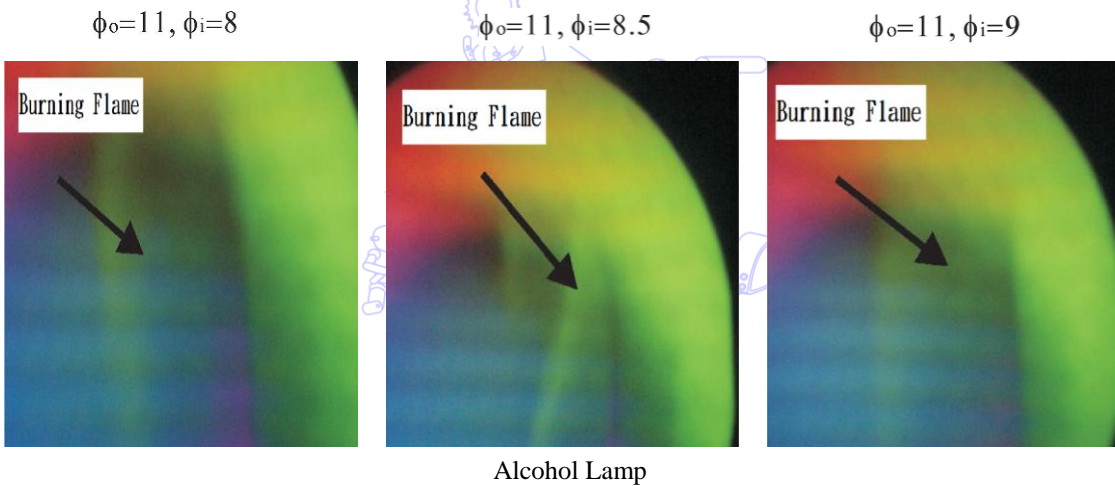 ϕo=11, ϕi=8
ϕo=11, ϕi=8.5
ϕo=11, ϕi=9
Burning Flame
Burning Flame
Burning Flame
Alcohol Lamp